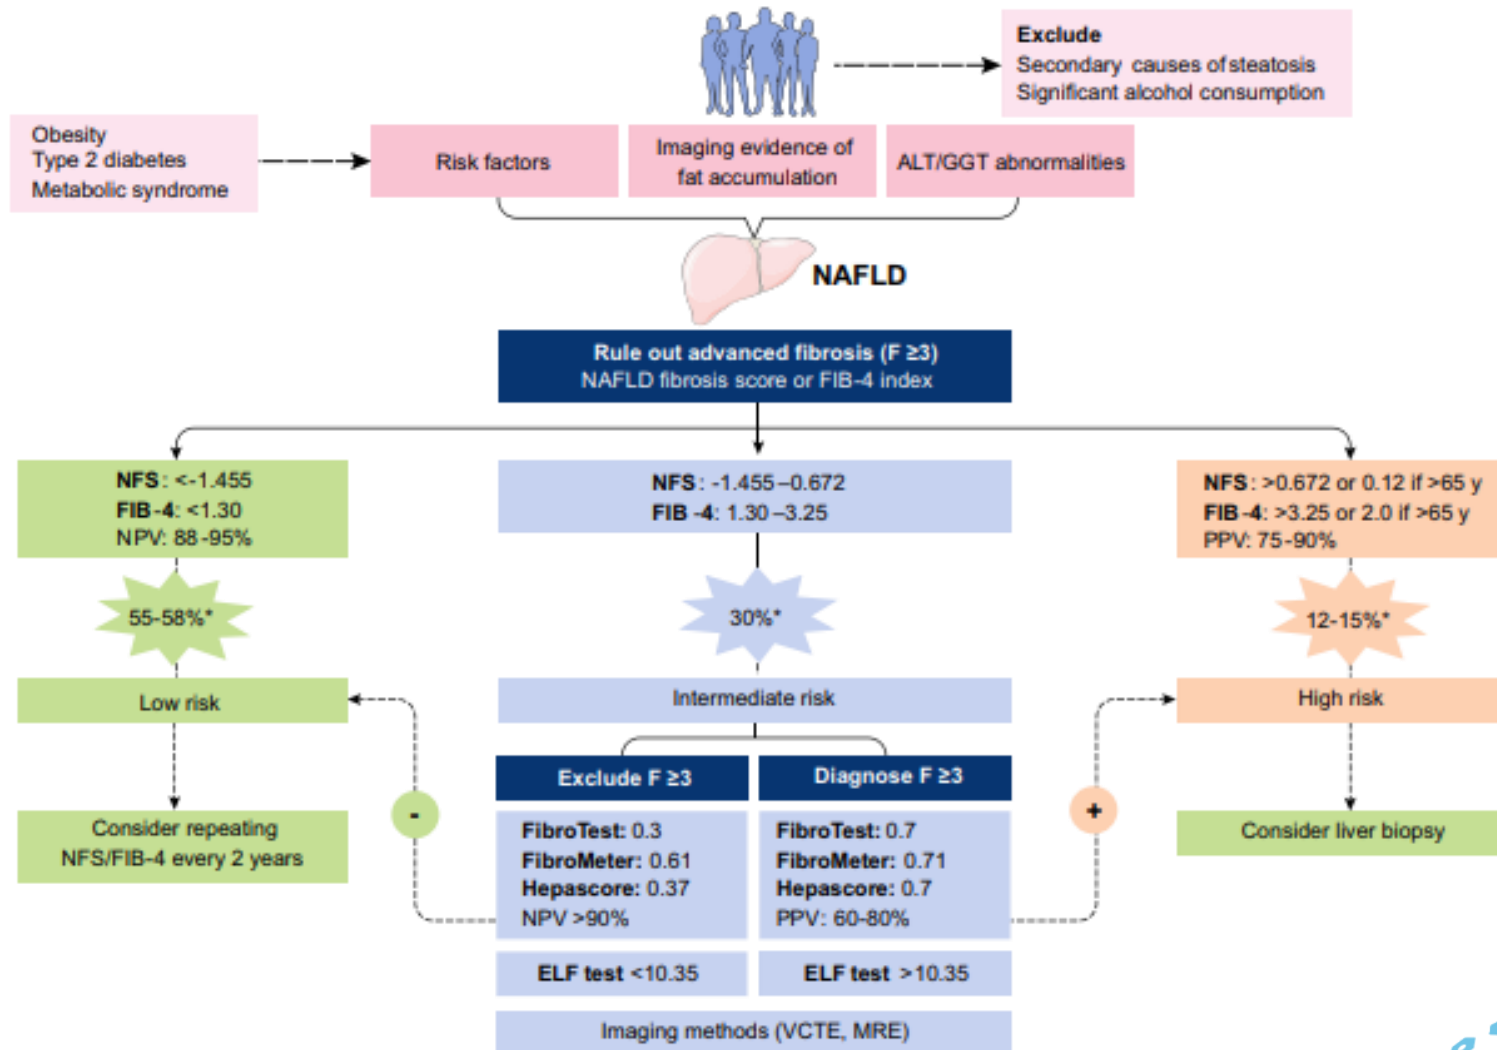 Exclude
Secondary causes of steatosis
Significant alcohol consumption
Obesity
Type 2 diabetes
Metabolic syndrome
Risk factors
Imaging evidence of
fat accumulation
ALT/GGT abnormalities
NAFLD
Rule out advanced fibrosis (F ≥3)
NAFLD fibrosis score or FIB-4 index
NFS: <-1.455
FIB-4: <1.30
NPV: 88-95%
NFS: -1.455–0.672
FIB-4: 1.30–3.25
NFS: >0.672 or 0.12 if >65 y
FIB-4: >3.25 or 2.0 if >65 y
PPV: 75-90%
55-58%*
30%*
12-15%*
Low risk
Intermediate risk
High risk
Exclude F ≥3
Diagnose F ≥3
-
+
Consider repeating
NFS/FIB-4 every 2 years
FibroTest: 0.3
FibroMeter: 0.61
Hepascore: 0.37
NPV >90%
FibroTest: 0.7
FibroMeter: 0.71
Hepascore: 0.7
PPV: 60-80%
Consider liver biopsy
ELF test <10.35
ELF test >10.35
Imaging methods (VCTE, MRE)